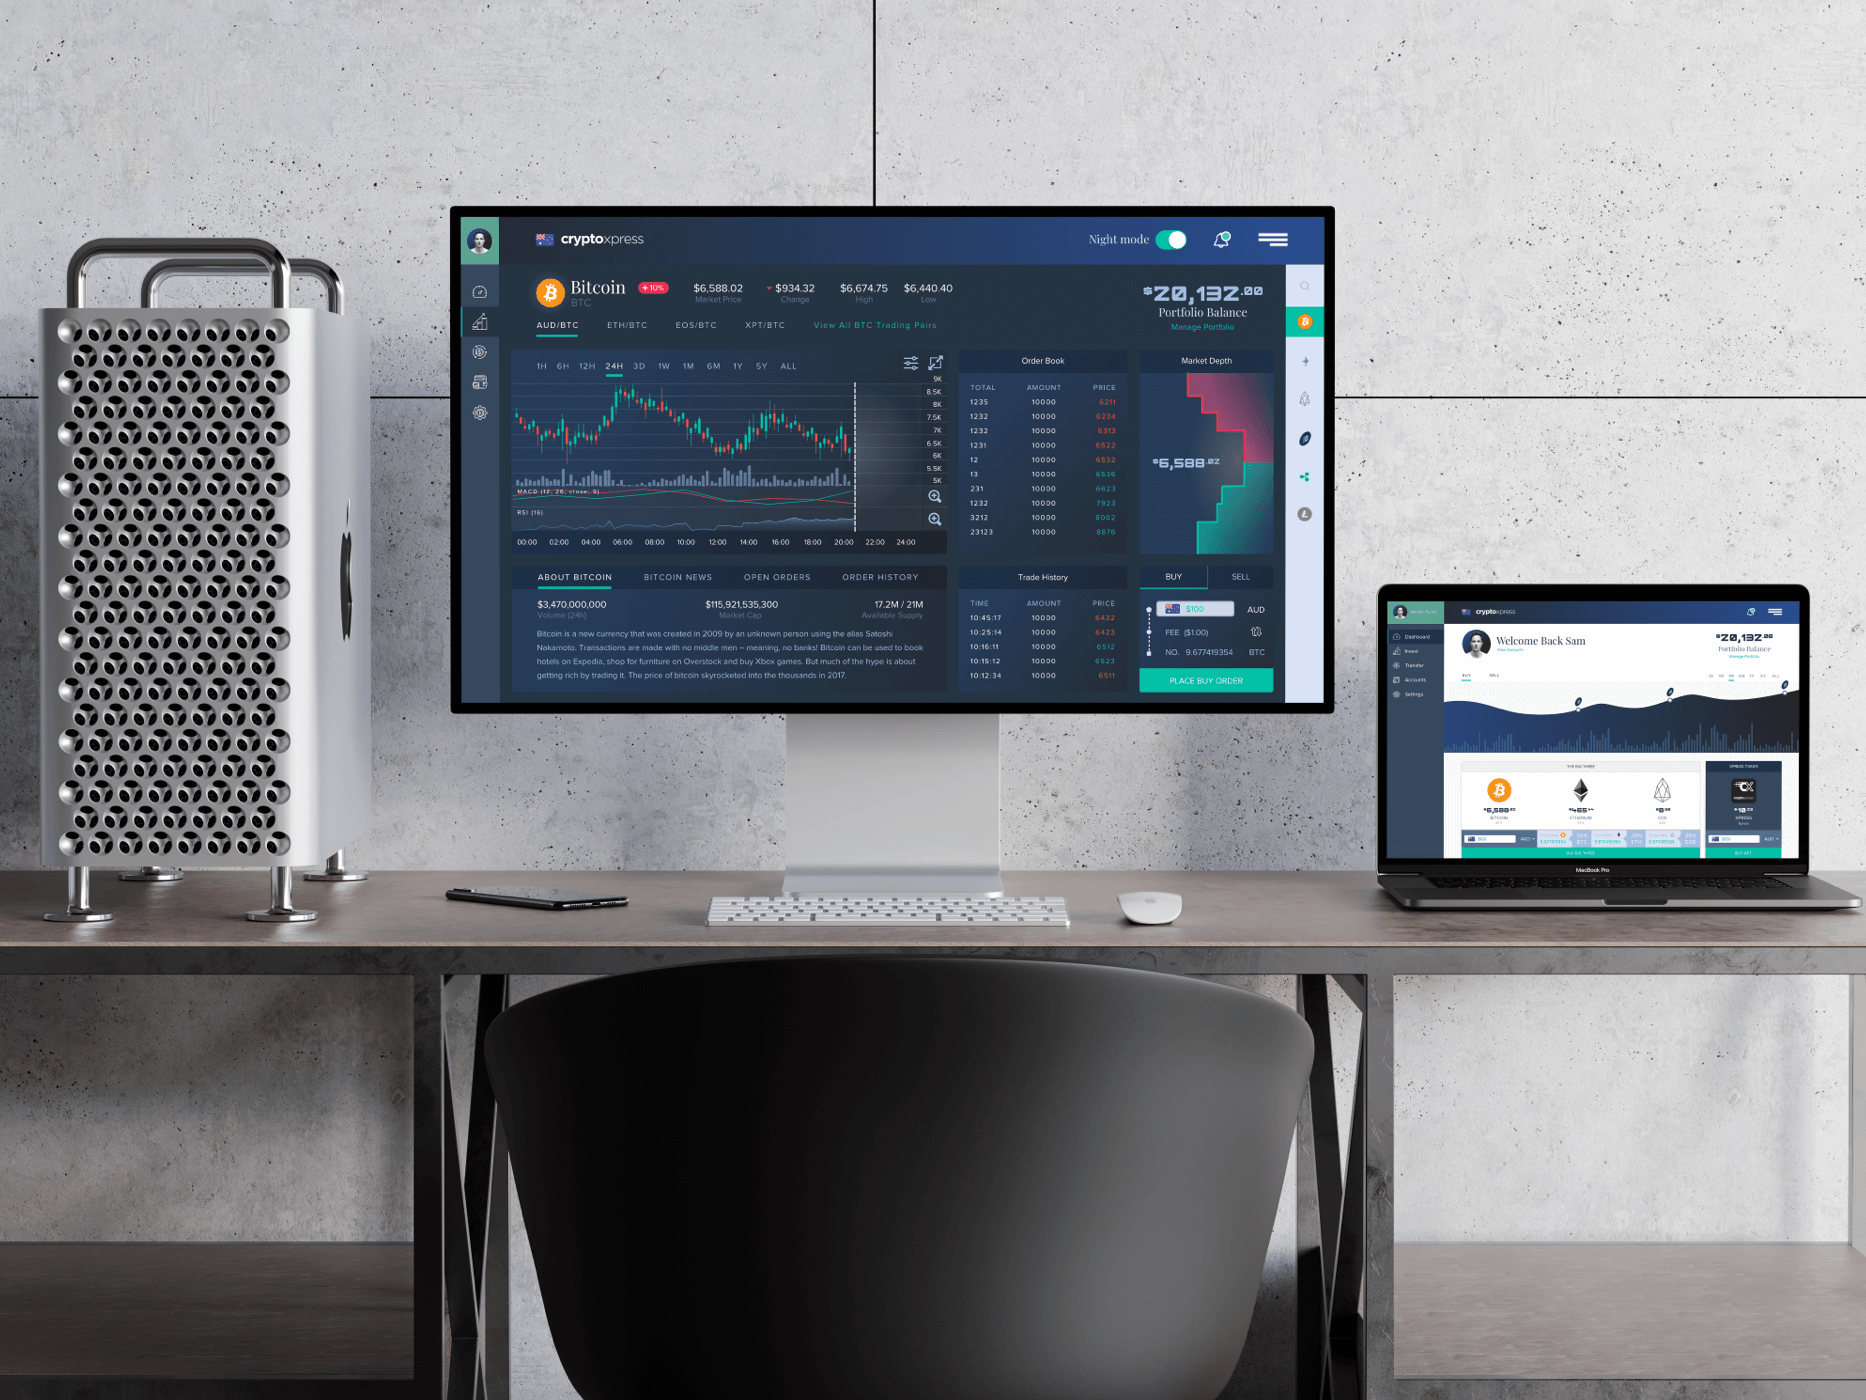 cryptoxpress
Night mode
Bitcoin
BTC
+10%
$6,588.02
Market Price
$934.32
Change
$6,674.75
High
$6,440.40
Low
$20,132.00
Portfolio Balance
Manage Portfolio
AUD/BTC ETH/BTC EOS/BTC XPT/BTC View All BTC Trading Pairs
1H 6H 12H 24H 3D 1W 1M 6M 1Y 5Y ALL
9K
8.5K
8K
7.5K
7K
6.5K
6K
5.5K
5K
MACD (12, 26, close, 9)
RSI (16)
00:00 02:00 04:00 06:00 08:00 10:00 12:00 14:00 16:00 18:00 20:00 22:00 24:00
Order Book
TOTAL AMOUNT PRICE
1235 10000 6211
1232 10000 6234
1232 10000 6313
1231 10000 6522
12 10000 6532
13 10000 6536
231 10000 6623
1232 10000 7923
3212 10000 8002
23123 10000 8876
Market Depth
$6,588.02
ABOUT BITCOIN BITCOIN NEWS OPEN ORDERS ORDER HISTORY
$3,470,000,000
Volume (24h)
$115,921,535,300
Market Cap
17.2M / 21M
Available Supply
Bitcoin is a new currency that was created in 2009 by an unknown person using the alias Satoshi
Nakamoto. Transactions are made with no middle men – meaning, no banks! Bitcoin can be used to book
hotels on Expedia, shop for furniture on Overstock and buy Xbox games. But much of the hype is about
getting rich by trading it. The price of bitcoin skyrocketed into the thousands in 2017.
Trade History
TIME AMOUNT PRICE
10:45:17 10000 6432
10:25:14 10000 6423
10:16:11 10000 6512
10:15:12 10000 6523
10:12:34 10000 6511
BUY SELL
$100 AUD
FEE ($1.00)
NO. 9.677419354 BTC
PLACE BUY ORDER
cryptoxpress
Dashboard
Invest
Transfer
Accounts
Settings
Welcome Back Sam
View Accounts
$20,132.00
Portfolio Balance
Manage Portfolio
BUY SELL
THE BIG THREE
$6,588.02
BITCOIN
BTC
$465
ETHEREUM
ETH
EOS
XPRESS TOKEN
CX
cryptoxpress
XPRESS
AUD
BTC
AUD
BUY BIG THREE
BUY XPT
MacBook Pro